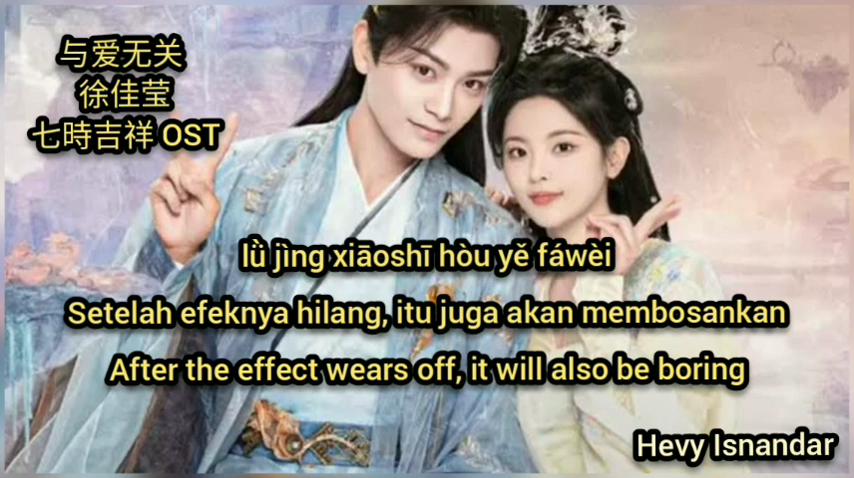 与爱无关
徐佳莹
七時吉祥 OST
lǜ jìng xiāoshī hòu yě fáwèi
Setelah efeknya hilang, itu juga akan membosankan
After the effect wears off, it will also be boring
Hevy Isnandar